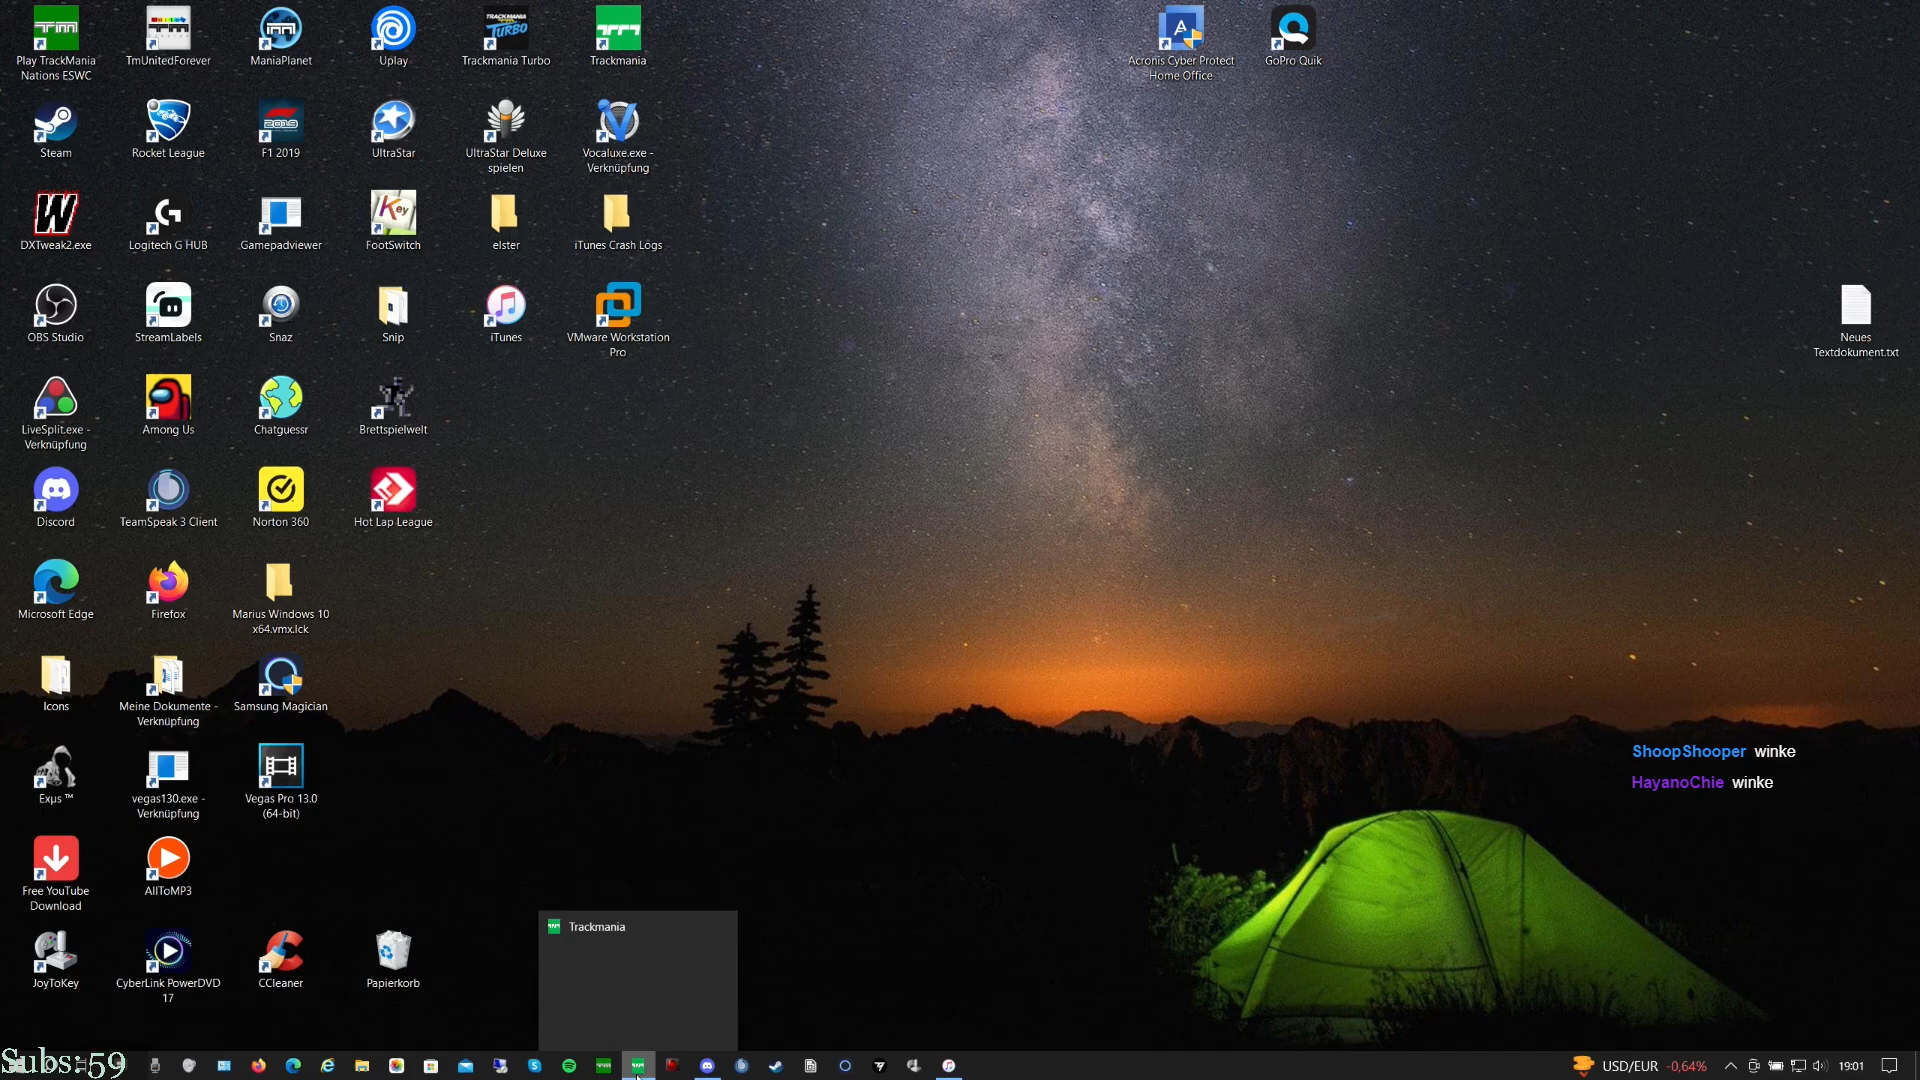 Play TrackMania
Nations ESWC
TmUnitedForever
ManiaPlanet
Uplay
Trackmania Turbo
Trackmania
Acronis Cyber Protect
Home Office
GoPro Quik
Steam
Rocket League
F1 2019
UltraStar
UltraStar Deluxe
spielen
Vocaluxe.exe -
Verknüpfung
DXTweak2.exe
Logitech G HUB
Gamepadviewer
FootSwitch
elster
iTunes Crash Logs
OBS Studio
StreamLabels
Snaz
Snip
iTunes
VMware Workstation
Pro
Neues
Textdokument.txt
LiveSplit.exe -
Verknüpfung
Among Us
Chatguessr
Brettspielwelt
Discord
TeamSpeak 3 Client
Norton 360
Hot Lap League
Microsoft Edge
Firefox
Marius Windows 10
x64.vmx.lck
Icons
Meine Dokumente -
Verknüpfung
Samsung Magician
ShoopShooper winke
HayanoChie winke
Exμs ™
vegas130.exe -
Verknüpfung
Vegas Pro 13.0
(64-bit)
Free YouTube
Download
AllToMP3
Trackmania
JoyToKey
CyberLink PowerDVD
17
CCleaner
Papierkorb
Subs:59
USD/EUR -0,64%
19:01